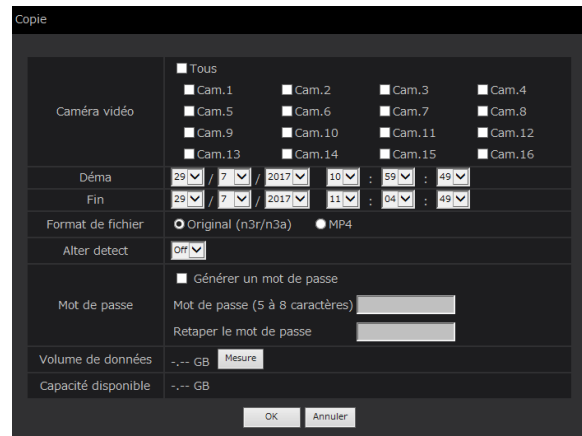 Copie
Tous
Cam.1 Cam.2 Cam.3 Cam.4
Caméra vidéo Cam.5 Cam.6 Cam.7 Cam.8
Cam.9 Cam.10 Cam.11 Cam.12
Cam.13 Cam.14 Cam.15 Cam.16
Déma 29 / 7 / 2017 10 : 59 : 49
Fin 29 / 7 / 2017 11 : 04 : 49
Format de fichier Original (n3r/n3a) MP4
Alter detect Off
Générer un mot de passe
Mot de passe Mot de passe (5 à 8 caractères)
Retaper le mot de passe
Volume de données -.-- GB Mesure
Capacité disponible -.-- GB
OK Annuler